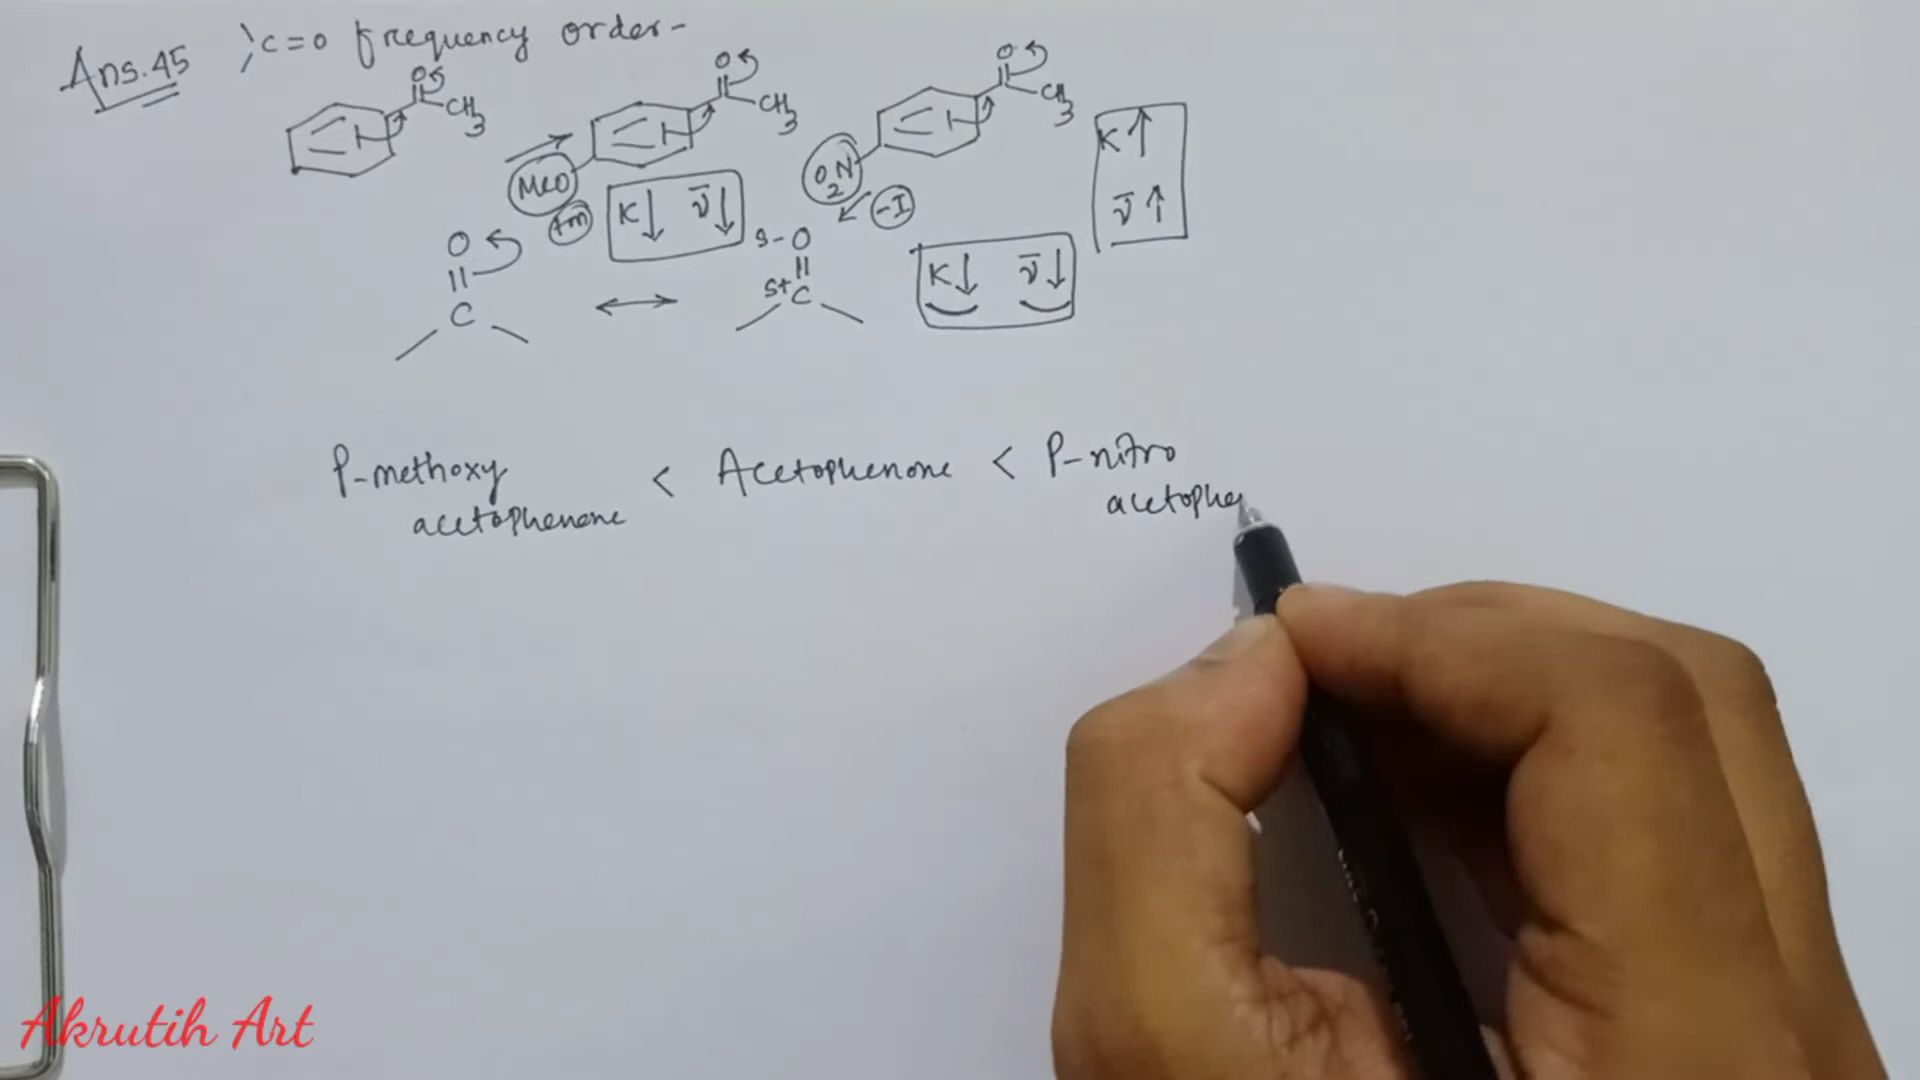 Ans.45 >C=O frequency order-
O O O
CH3 CH3 CH3
MeO O2N K↑
+m K↓ ν̄↓ -I ν̄↑
O δ-O
δ+C K↓ ν̄↓
C
P-methoxy < Acetophenone < P-nitro
acetophenone acetophe
Akrutih Art